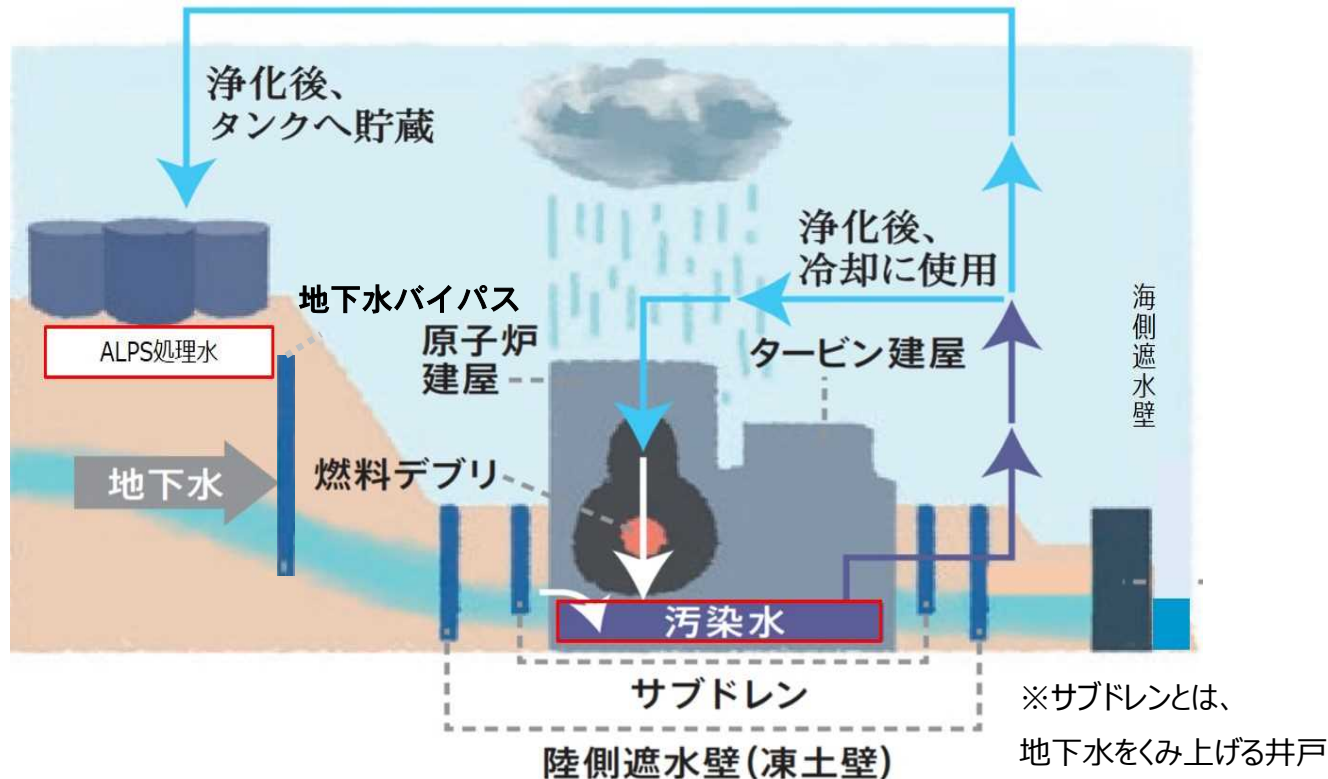 浄化後、
タンクへ貯蔵
浄化後、
冷却に使用
地下水バイパス
ALPS処理水
原子炉
建屋
タービン建屋
海側遮水壁
地下水
燃料デブリ
汚染水
サブドレン
陸側遮水壁(凍土壁)
※サブドレンとは、
地下水をくみ上げる井戸